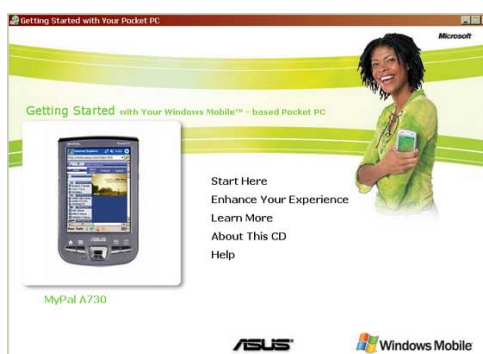 Getting Started with Your Pocket PC
Microsoft
Getting Started with Your Windows Mobile™ - based Pocket PC
Start Here
Enhance Your Experience
Learn More
About This CD
Help
MyPal A730
ASUS
Windows Mobile